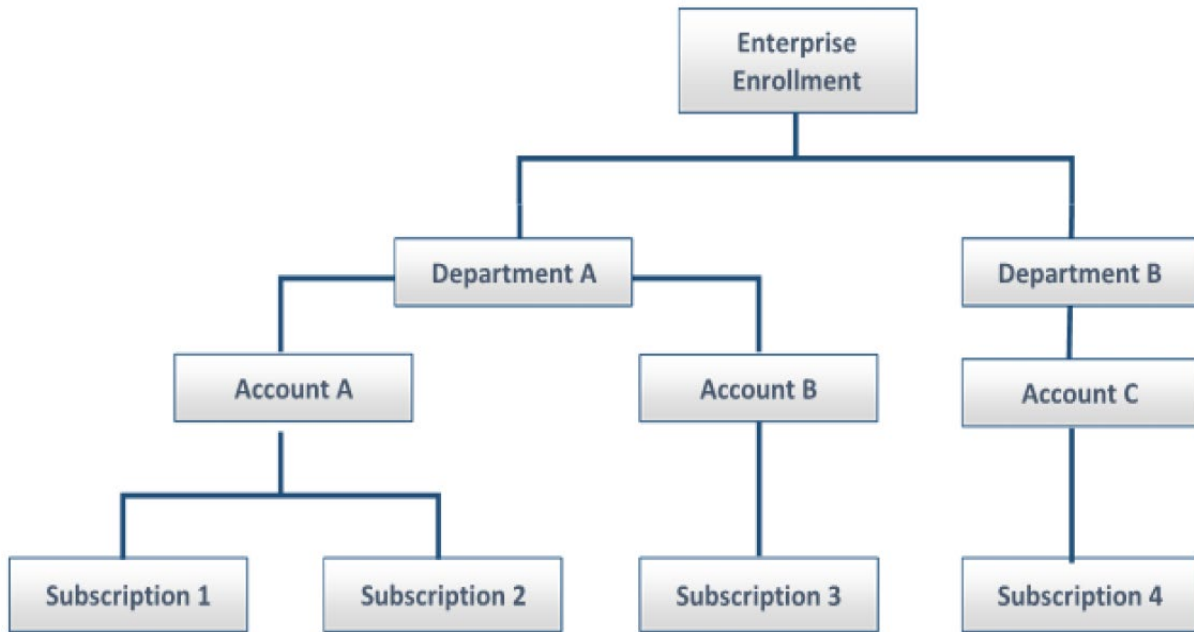 Enterprise
Enrollment
Department A
Department B
Account A
Account B
Account C
Subscription 1
Subscription 2
Subscription 3
Subscription 4